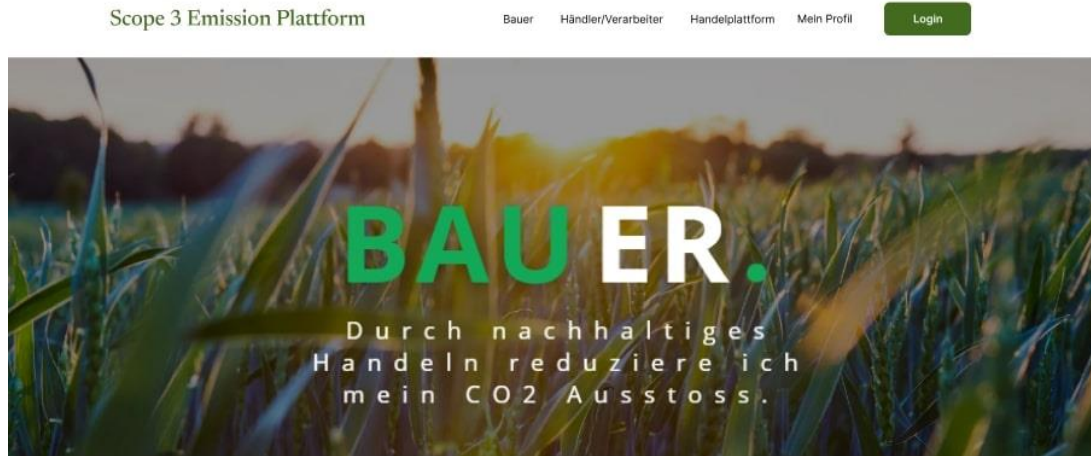 Scope 3 Emission Plattform
Bauer Händler/Verarbeiter Handelplattform Mein Profil Login
BAUER.
Durch nachhaltiges
Handeln reduziere ich
mein CO2 Ausstoss.